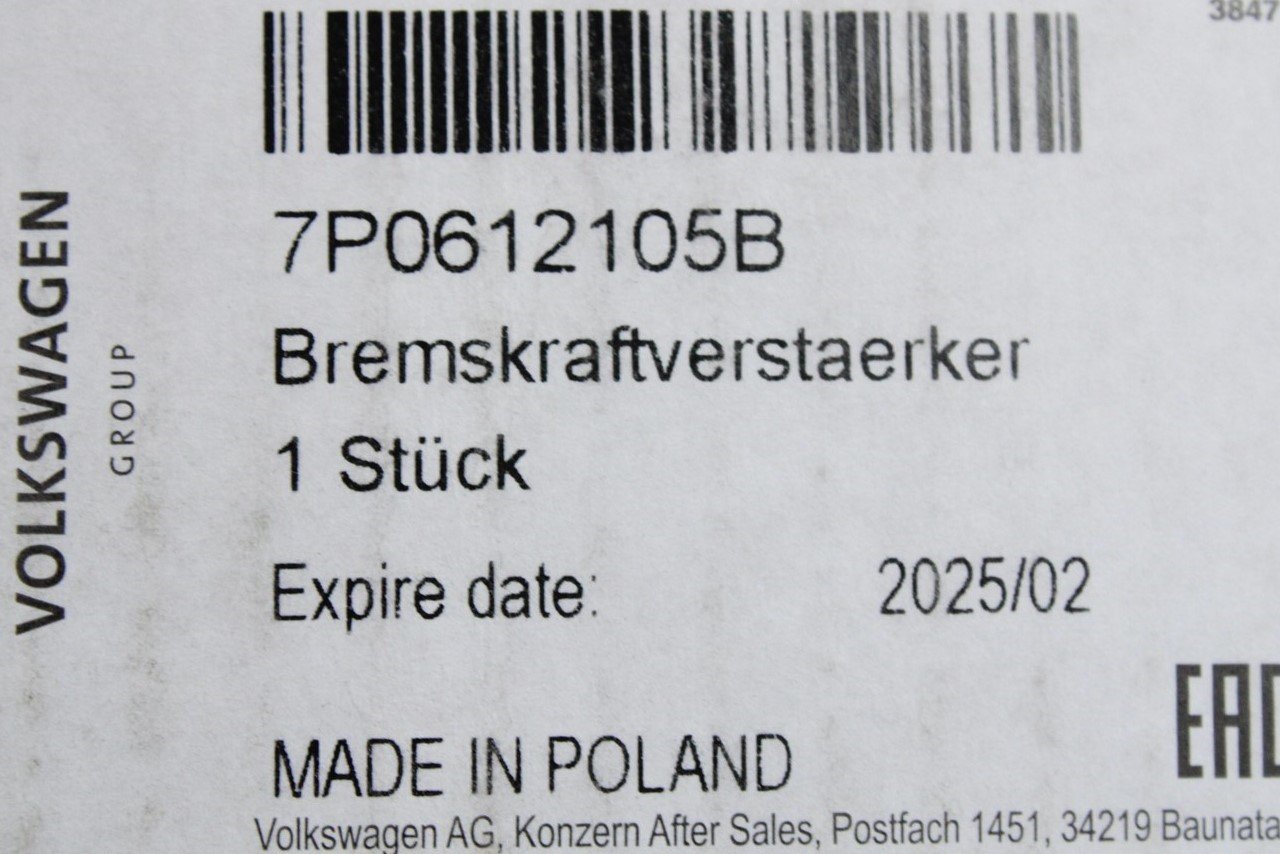 3847
7P0612105B
Bremskraftverstaerker
1 Stück
Expire date: 2025/02
MADE IN POLAND
Volkswagen AG, Konzern After Sales, Postfach 1451, 34219 Baunata
VOLKSWAGEN
GROUP
EAC